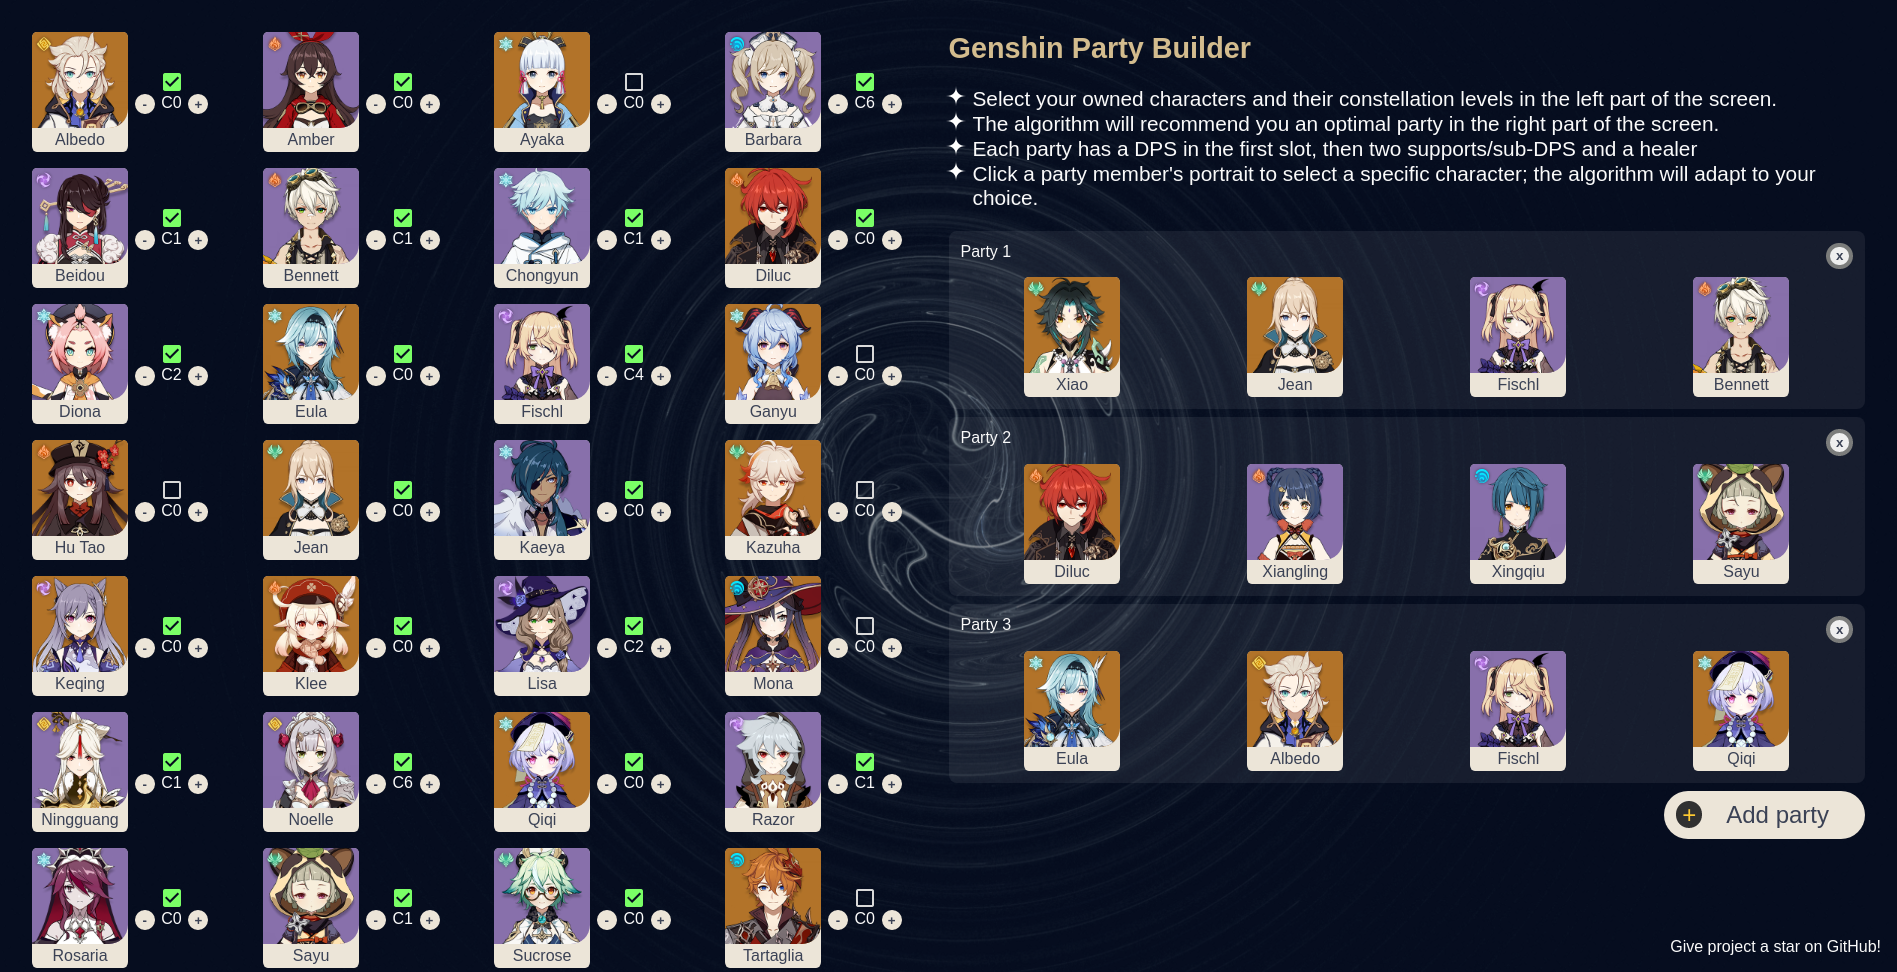 C0
- +
Albedo
C0
- +
Amber
C0
- +
Ayaka
C6
- +
Barbara
C1
- +
Beidou
C1
- +
Bennett
C1
- +
Chongyun
C0
- +
Diluc
C2
- +
Diona
C0
- +
Eula
C4
- +
Fischl
C0
- +
Ganyu
C0
- +
Hu Tao
C0
- +
Jean
C0
- +
Kaeya
C0
- +
Kazuha
C0
- +
Keqing
C0
- +
Klee
C2
- +
Lisa
C0
- +
Mona
C1
- +
Ningguang
C6
- +
Noelle
C0
- +
Qiqi
C1
- +
Razor
C0
- +
Rosaria
C1
- +
Sayu
C0
- +
Sucrose
C0
- +
Tartaglia
Genshin Party Builder
Select your owned characters and their constellation levels in the left part of the screen.
The algorithm will recommend you an optimal party in the right part of the screen.
Each party has a DPS in the first slot, then two supports/sub-DPS and a healer
Click a party member's portrait to select a specific character; the algorithm will adapt to your
choice.
Party 1
x
Xiao
Jean
Fischl
Bennett
Party 2
x
Diluc
Xiangling
Xingqiu
Sayu
Party 3
x
Eula
Albedo
Fischl
Qiqi
+ Add party
Give project a star on GitHub!